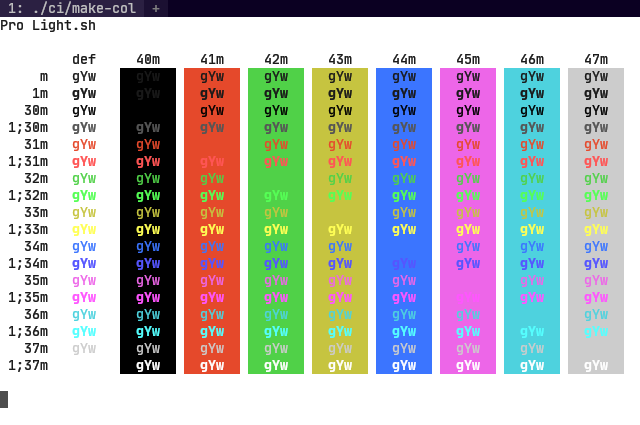 1: ./ci/make-col +
Pro Light.sh
def 40m 41m 42m 43m 44m 45m 46m 47m
m gYw gYw gYw gYw gYw gYw gYw gYw gYw
1m gYw gYw gYw gYw gYw gYw gYw gYw gYw
30m gYw gYw gYw gYw gYw gYw gYw gYw
1;30m gYw gYw gYw gYw gYw gYw gYw gYw gYw
31m gYw gYw gYw gYw gYw gYw gYw gYw
1;31m gYw gYw gYw gYw gYw gYw gYw gYw gYw
32m gYw gYw gYw gYw gYw gYw gYw gYw
1;32m gYw gYw gYw gYw gYw gYw gYw gYw gYw
33m gYw gYw gYw gYw gYw gYw gYw gYw
1;33m gYw gYw gYw gYw gYw gYw gYw gYw gYw
34m gYw gYw gYw gYw gYw gYw gYw gYw
1;34m gYw gYw gYw gYw gYw gYw gYw gYw gYw
35m gYw gYw gYw gYw gYw gYw gYw gYw
1;35m gYw gYw gYw gYw gYw gYw gYw gYw gYw
36m gYw gYw gYw gYw gYw gYw gYw gYw
1;36m gYw gYw gYw gYw gYw gYw gYw gYw gYw
37m gYw gYw gYw gYw gYw gYw gYw gYw
1;37m gYw gYw gYw gYw gYw gYw gYw gYw